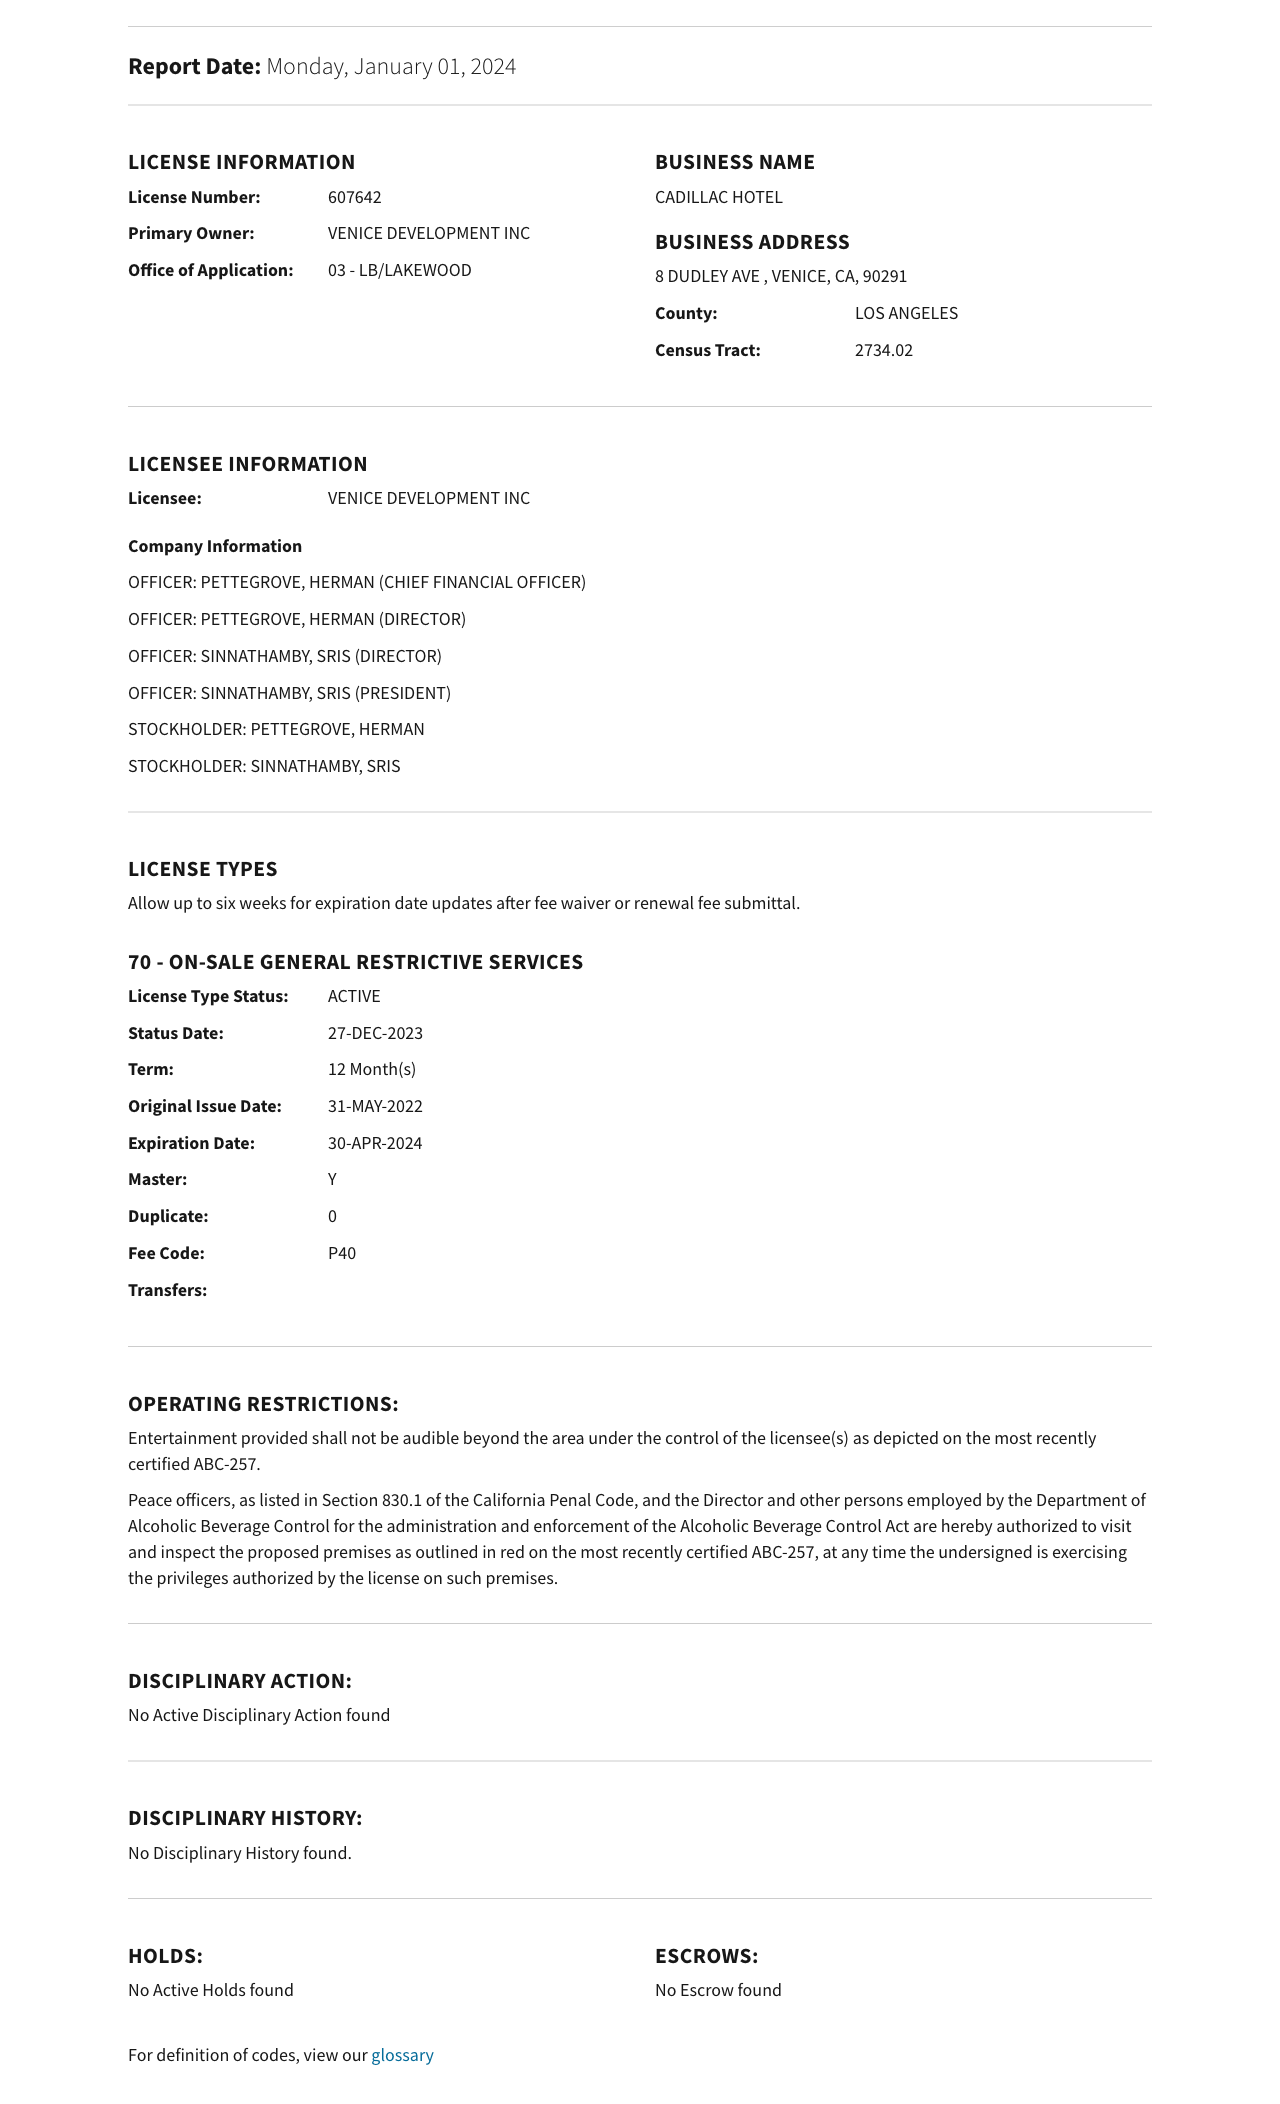 Report Date: Monday, January 01, 2024
LICENSE INFORMATION
License Number: 607642
Primary Owner: VENICE DEVELOPMENT INC
Office of Application: 03 - LB/LAKEWOOD
BUSINESS NAME
CADILLAC HOTEL
BUSINESS ADDRESS
8 DUDLEY AVE , VENICE, CA, 90291
County: LOS ANGELES
Census Tract: 2734.02
LICENSEE INFORMATION
Licensee: VENICE DEVELOPMENT INC
Company Information
OFFICER: PETTEGROVE, HERMAN (CHIEF FINANCIAL OFFICER)
OFFICER: PETTEGROVE, HERMAN (DIRECTOR)
OFFICER: SINNATHAMBY, SRIS (DIRECTOR)
OFFICER: SINNATHAMBY, SRIS (PRESIDENT)
STOCKHOLDER: PETTEGROVE, HERMAN
STOCKHOLDER: SINNATHAMBY, SRIS
LICENSE TYPES
Allow up to six weeks for expiration date updates after fee waiver or renewal fee submittal.
70 - ON-SALE GENERAL RESTRICTIVE SERVICES
License Type Status: ACTIVE
Status Date: 27-DEC-2023
Term: 12 Month(s)
Original Issue Date: 31-MAY-2022
Expiration Date: 30-APR-2024
Master: Y
Duplicate: 0
Fee Code: P40
Transfers:
OPERATING RESTRICTIONS:
Entertainment provided shall not be audible beyond the area under the control of the licensee(s) as depicted on the most recently
certified ABC-257.
Peace officers, as listed in Section 830.1 of the California Penal Code, and the Director and other persons employed by the Department of
Alcoholic Beverage Control for the administration and enforcement of the Alcoholic Beverage Control Act are hereby authorized to visit
and inspect the proposed premises as outlined in red on the most recently certified ABC-257, at any time the undersigned is exercising
the privileges authorized by the license on such premises.
DISCIPLINARY ACTION:
No Active Disciplinary Action found
DISCIPLINARY HISTORY:
No Disciplinary History found.
HOLDS:
No Active Holds found
ESCROWS:
No Escrow found
For definition of codes, view our glossary